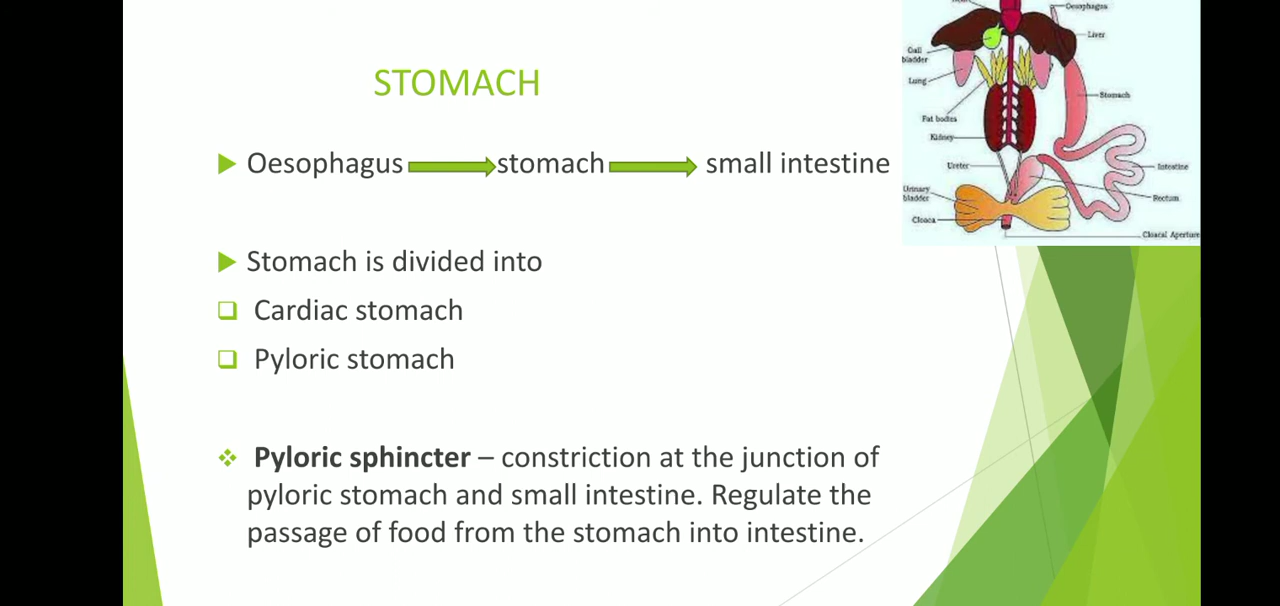 Oesophagus
Liver
Gall
bladder
Lung
Stomach
Fat bodies
Kidney
Ureter
Intestine
Urinary
bladder
Rectum
Cloaca
Cloacal Aperture
STOMACH
Oesophagus stomach small intestine
Stomach is divided into
Cardiac stomach
Pyloric stomach
Pyloric sphincter – constriction at the junction of
pyloric stomach and small intestine. Regulate the
passage of food from the stomach into intestine.